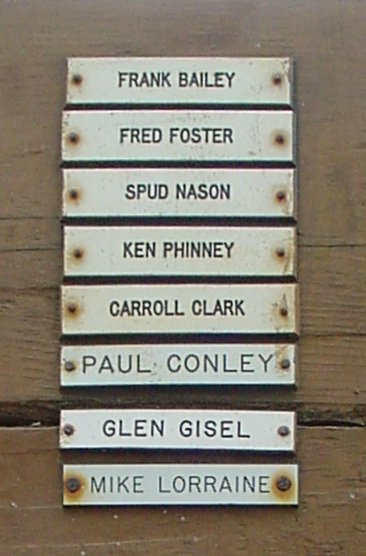 FRANK BAILEY
FRED FOSTER
SPUD NASON
KEN PHINNEY
CARROLL CLARK
PAUL CONLEY
GLEN GISEL
MIKE LORRAINE